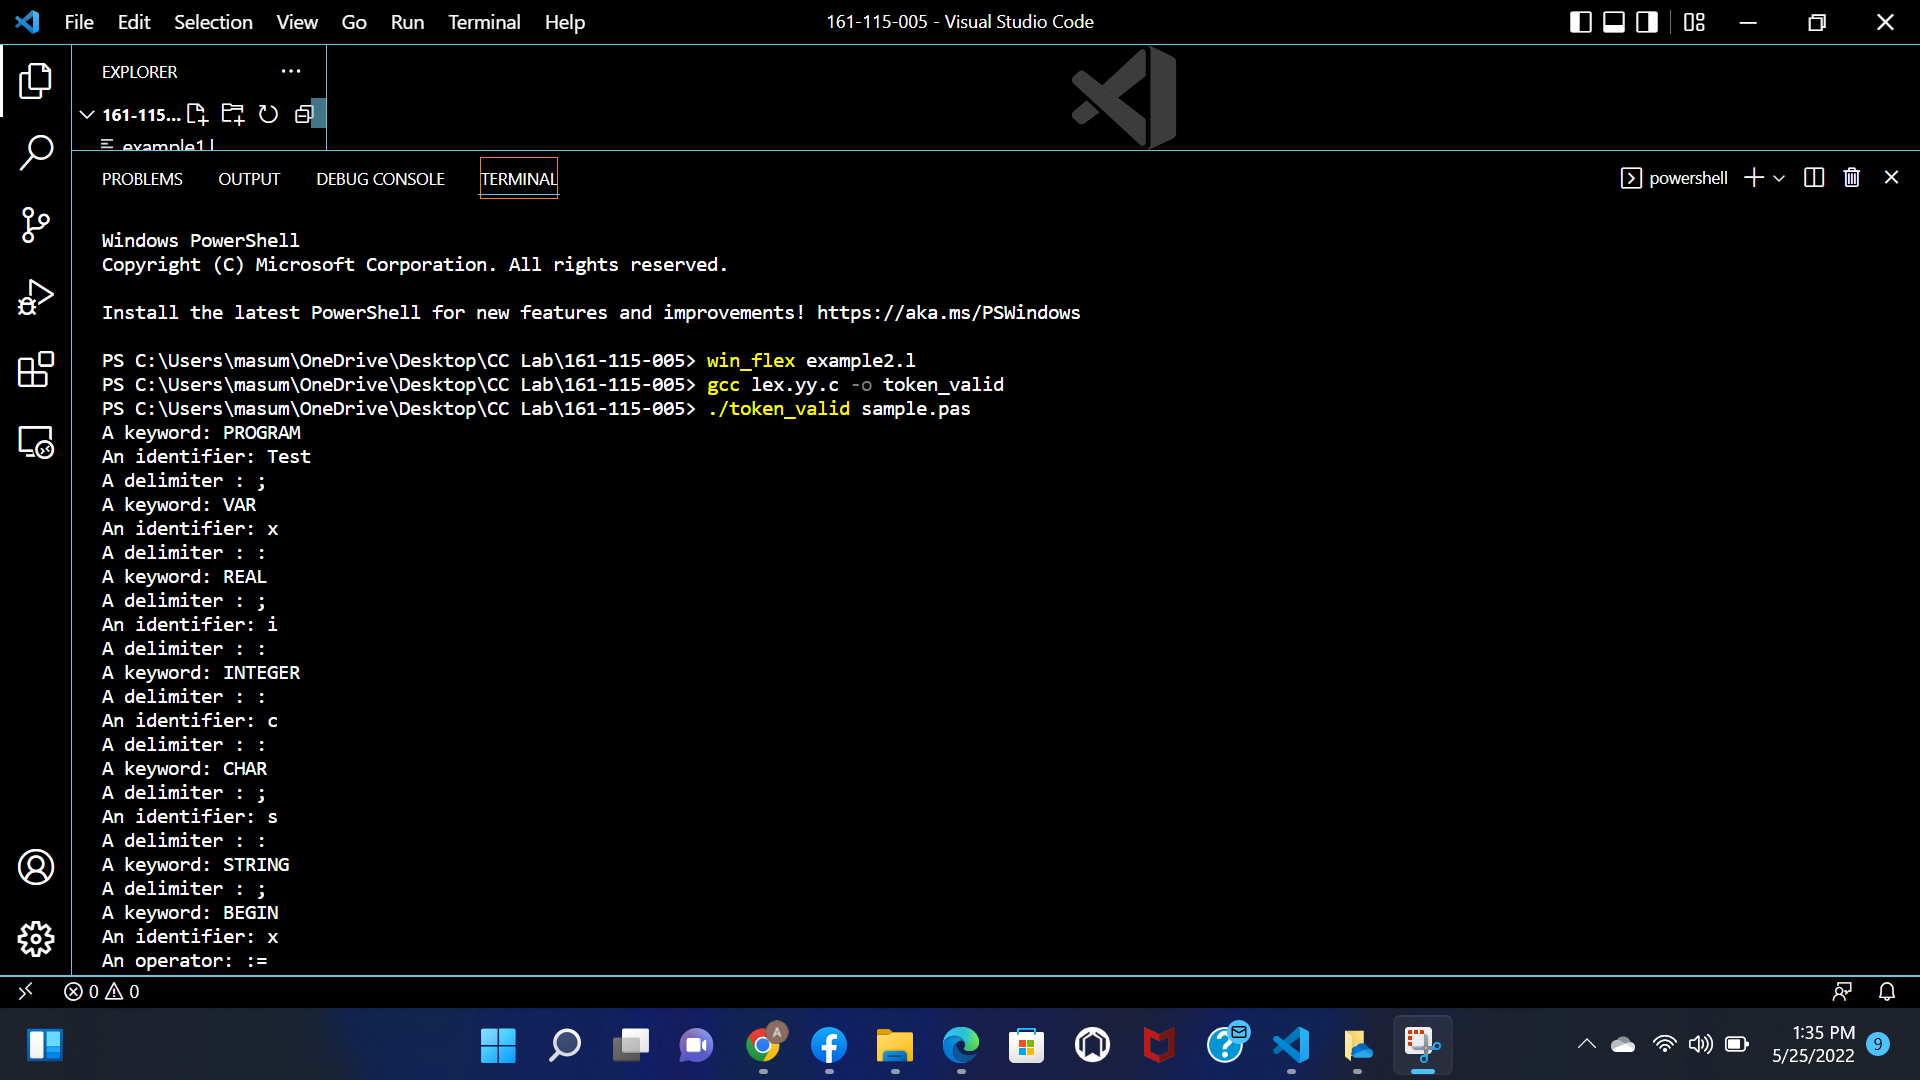 File Edit Selection View Go Run Terminal Help
161-115-005 - Visual Studio Code
EXPLORER
161-115...
example1.l
PROBLEMS OUTPUT DEBUG CONSOLE TERMINAL
powershell
Windows PowerShell
Copyright (C) Microsoft Corporation. All rights reserved.
Install the latest PowerShell for new features and improvements! https://aka.ms/PSWindows
PS C:\Users\masum\OneDrive\Desktop\CC Lab\161-115-005> win_flex example2.l
PS C:\Users\masum\OneDrive\Desktop\CC Lab\161-115-005> gcc lex.yy.c -o token_valid
PS C:\Users\masum\OneDrive\Desktop\CC Lab\161-115-005> ./token_valid sample.pas
A keyword: PROGRAM
An identifier: Test
A delimiter : ;
A keyword: VAR
An identifier: x
A delimiter : :
A keyword: REAL
A delimiter : ;
An identifier: i
A delimiter : :
A keyword: INTEGER
A delimiter : :
An identifier: c
A delimiter : :
A keyword: CHAR
A delimiter : ;
An identifier: s
A delimiter : :
A keyword: STRING
A delimiter : ;
A keyword: BEGIN
An identifier: x
An operator: :=
0 0
A
1:35 PM
5/25/2022
9